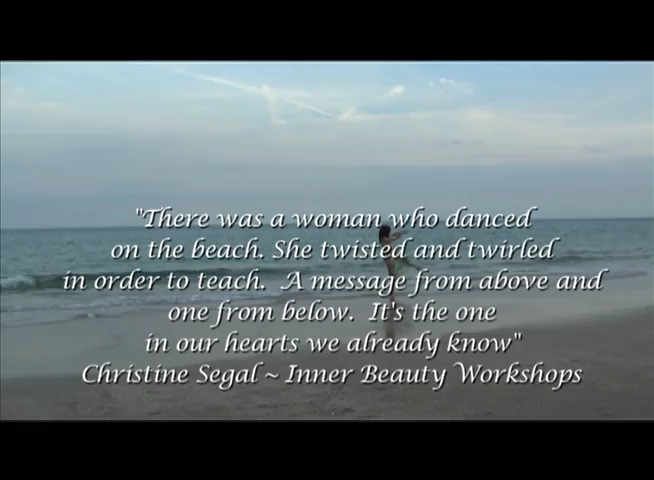 "There was a woman who danced
on the beach. She twisted and twirled
in order to teach. A message from above and
one from below. It's the one
in our hearts we already know"
Christine Segal ~ Inner Beauty Workshops